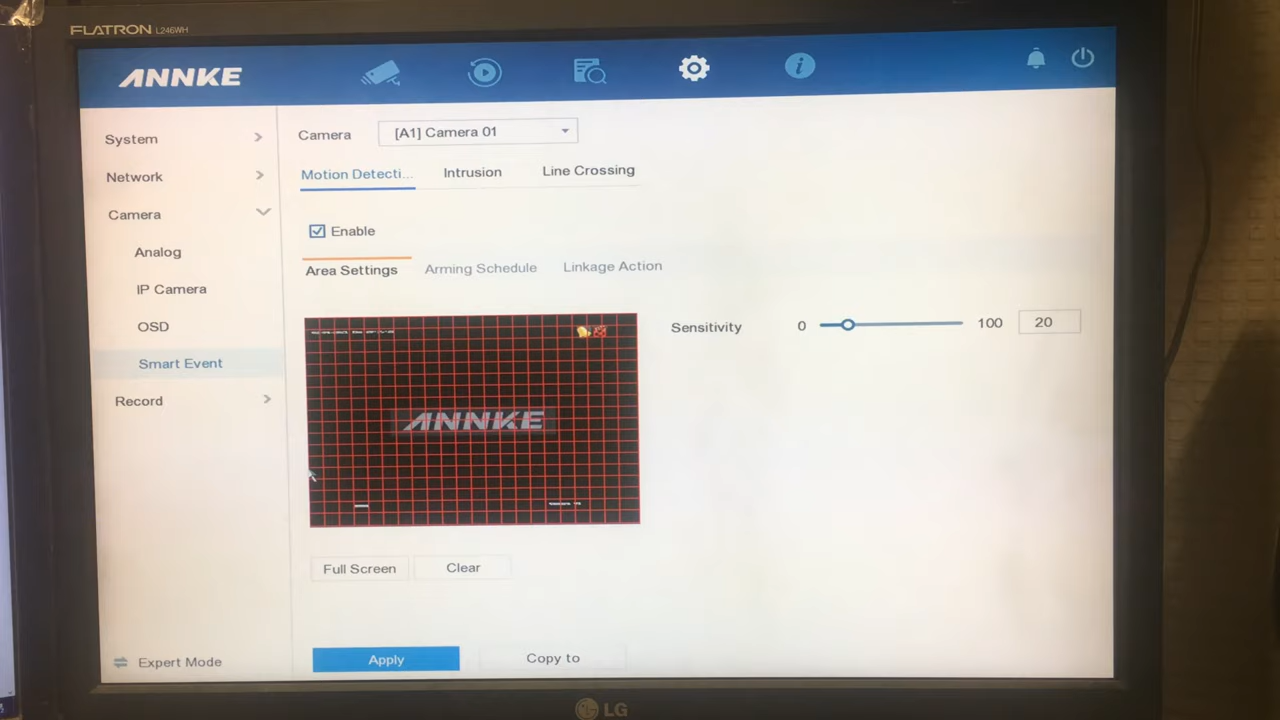 FLATRON L246WH
ANNKE
System
Network
Camera
Analog
IP Camera
OSD
Smart Event
Record
Expert Mode
Camera [A1] Camera 01
Motion Detecti... Intrusion Line Crossing
Enable
Area Settings Arming Schedule Linkage Action
ANNKE
Sensitivity 0 100 20
Full Screen Clear
Apply Copy to
LG